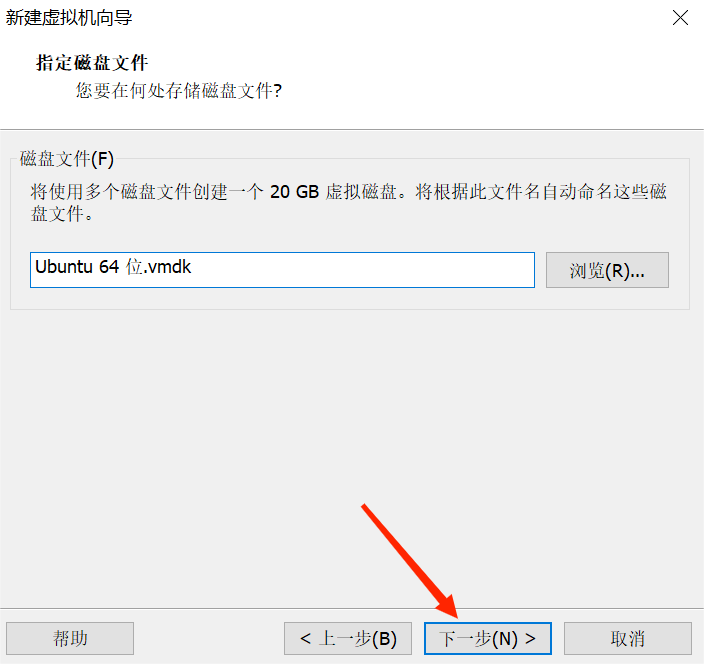 新建虚拟机向导
指定磁盘文件
您要在何处存储磁盘文件?
磁盘文件(F)
将使用多个磁盘文件创建一个 20 GB 虚拟磁盘。将根据此文件名自动命名这些磁
盘文件。
Ubuntu 64 位.vmdk
浏览(R)...
帮助
< 上一步(B)
下一步(N) >
取消